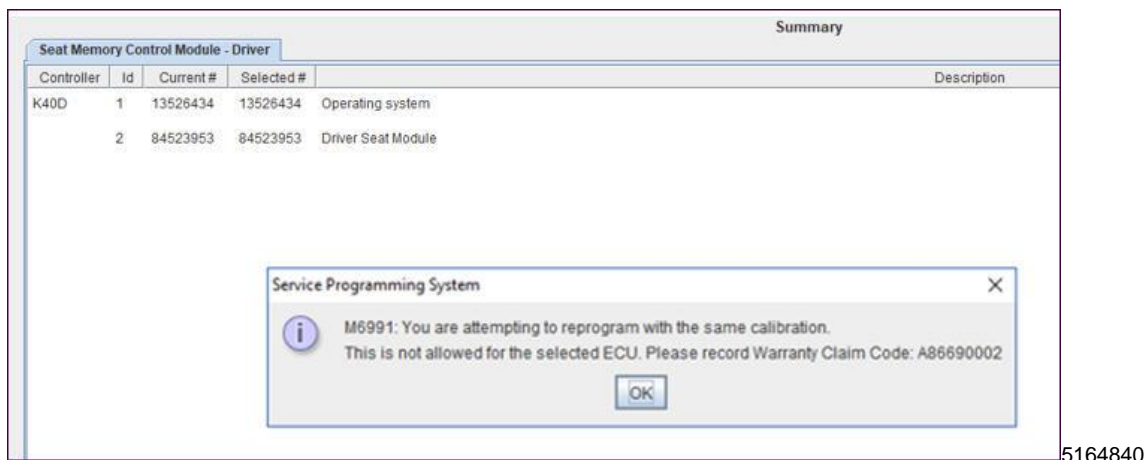 Summary
Seat Memory Control Module - Driver
Controller Id Current # Selected # Description
K40D 1 13526434 13526434 Operating system
2 84523953 84523953 Driver Seat Module
Service Programming System
M6991: You are attempting to reprogram with the same calibration.
This is not allowed for the selected ECU. Please record Warranty Claim Code: A86690002
OK
5164840